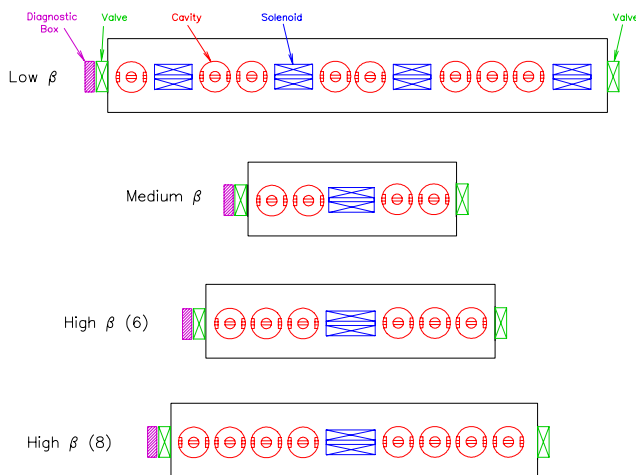 Diagnostic Box
Valve
Cavity
Solenoid
Valve
Low β
Medium β
High β (6)
High β (8)